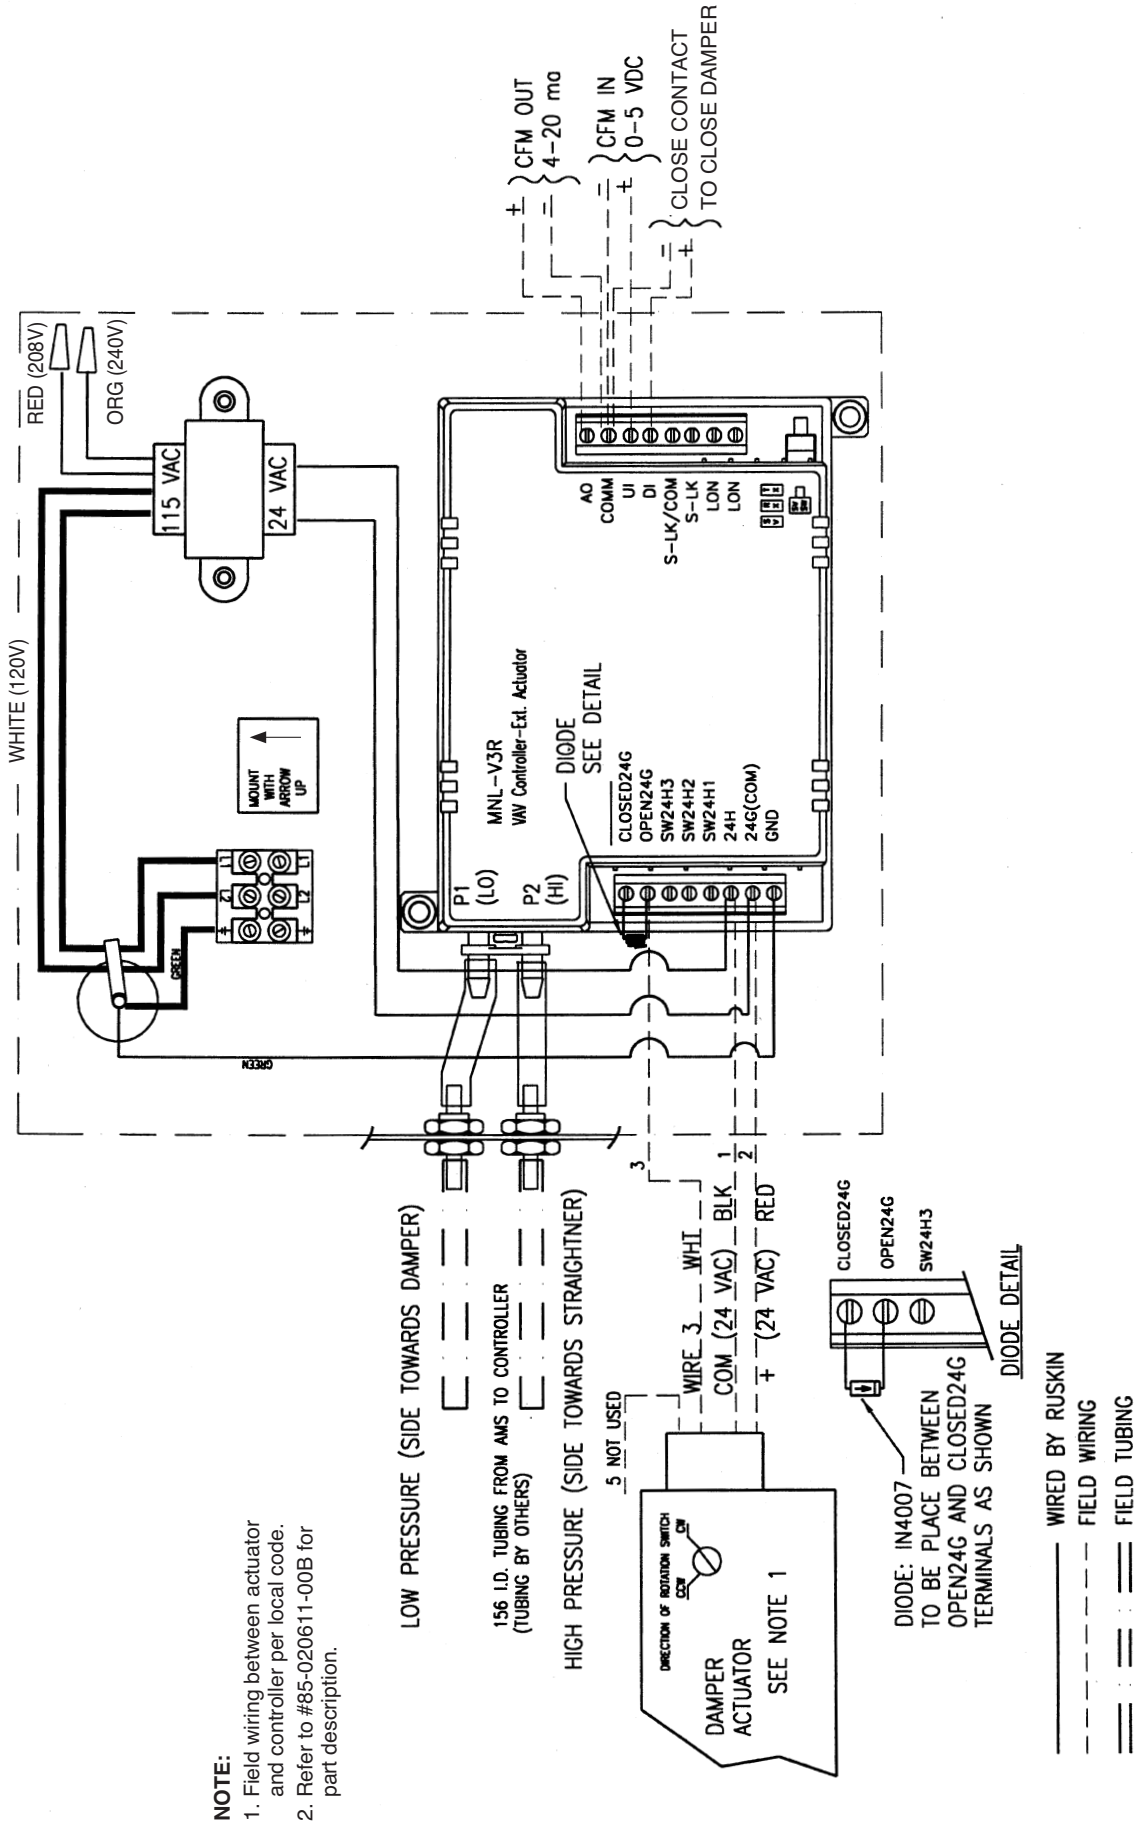 NOTE:
1. Field wiring between actuator
and controller per local code.
2. Refer to #85-020611-00B for
part description.
WHITE (120V)
RED (208V)
ORG (240V)
115 VAC
24 VAC
MOUNT
WITH
ARROW
UP
L1
L1
L2
L2
GREEN
GREEN
CFM OUT
4-20 ma
+
-
CFM IN
0-5 VDC
-
+
CLOSE CONTACT
TO CLOSE DAMPER
-
+
MNL-V3R
VAV Controller-Ext. Actuator
P1
(LO)
P2
(HI)
DIODE
SEE DETAIL
CLOSED24G
OPEN24G
SW24H3
SW24H2
SW24H1
24H
24G(COM)
GND
AO
COMM
UI
DI
S-LK/COM
S-LK
LON
LON
LOW PRESSURE (SIDE TOWARDS DAMPER)
156 I.D. TUBING FROM AMS TO CONTROLLER
(TUBING BY OTHERS)
HIGH PRESSURE (SIDE TOWARDS STRAIGHTNER)
5 NOT USED
WIRE 3 WHT
3
COM (24 VAC) BLK
1
+ (24 VAC) RED
2
DIRECTION OF ROTATION SWITCH
CCW
CW
DAMPER
ACTUATOR
SEE NOTE 1
CLOSED24G
OPEN24G
SW24H3
DIODE DETAIL
DIODE: IN4007
TO BE PLACE BETWEEN
OPEN24G AND CLOSED24G
TERMINALS AS SHOWN
WIRED BY RUSKIN
FIELD WIRING
FIELD TUBING